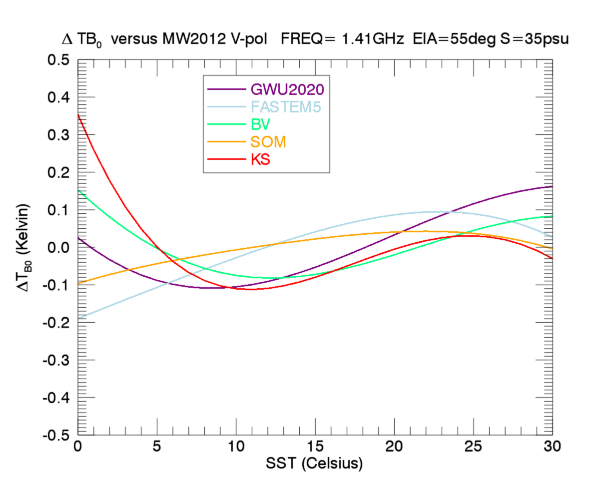 Δ TB₀ versus MW2012 V-pol FREQ= 1.41GHz EIA=55deg S=35psu
0.5
0.4
0.3
0.2
0.1
0.0
-0.1
-0.2
-0.3
-0.4
-0.5
ΔT_B0 (Kelvin)
GWU2020
FASTEM5
BV
SOM
KS
0 5 10 15 20 25 30
SST (Celsius)